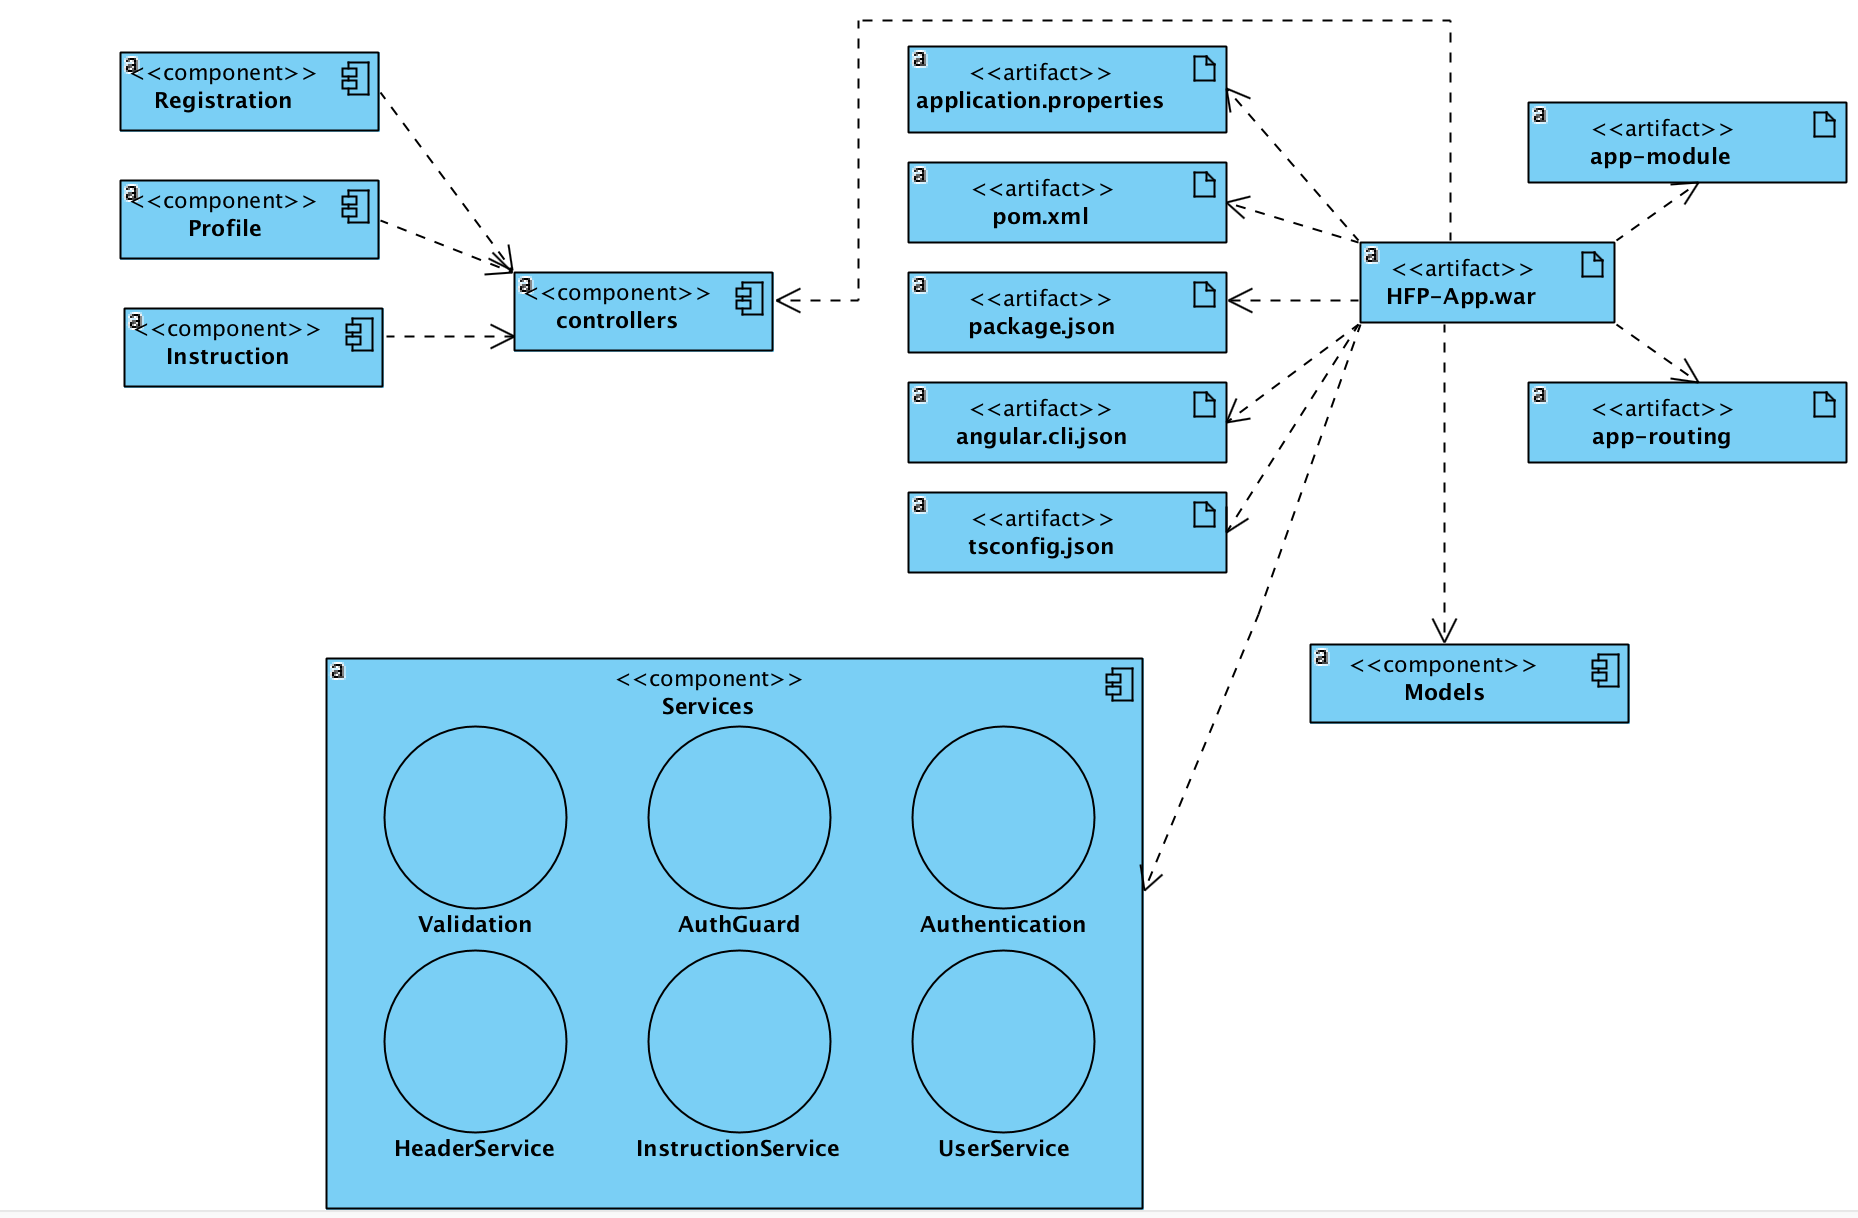 a
<<component>>
Registration
a
<<component>>
Profile
a
<<component>>
Instruction
a
<<component>>
controllers
a
<<artifact>>
application.properties
a
<<artifact>>
pom.xml
a
<<artifact>>
package.json
a
<<artifact>>
angular.cli.json
a
<<artifact>>
tsconfig.json
a
<<artifact>>
app-module
a
<<artifact>>
HFP-App.war
a
<<artifact>>
app-routing
a
<<component>>
Models
a
<<component>>
Services
Validation
AuthGuard
Authentication
HeaderService
InstructionService
UserService